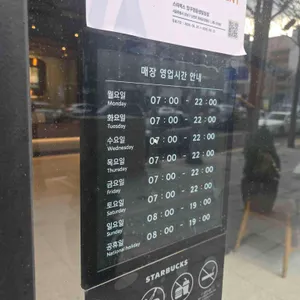 매장 영업시간 안내
월요일 07 : 00 - 22 : 00
Monday
화요일 07 : 00 - 22 : 00
Tuesday
수요일 07 : 00 - 22 : 00
Wednesday
목요일 07 : 00 - 22 : 00
Thursday
금요일 07 : 00 - 22 : 00
Friday
토요일 08 : 00 - 22 : 00
Saturday
일요일 08 : 00 - 19 : 00
Sunday
공휴일 08 : 00 - 19 : 00
National holiday
STARBUCKS